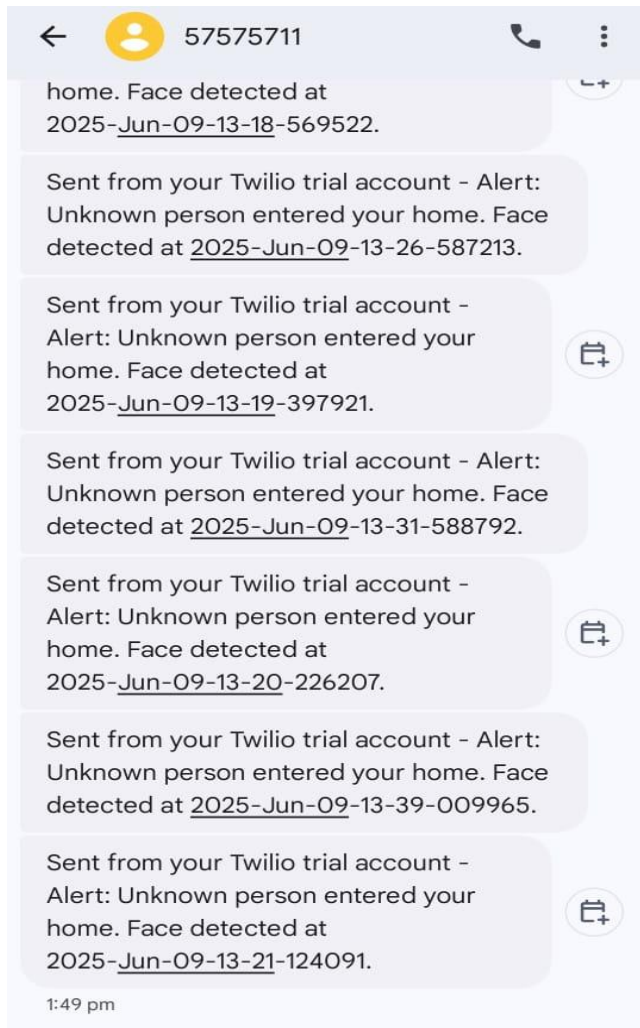 57575711
home. Face detected at
2025-Jun-09-13-18-569522.
Sent from your Twilio trial account - Alert:
Unknown person entered your home. Face
detected at 2025-Jun-09-13-26-587213.
Sent from your Twilio trial account -
Alert: Unknown person entered your
home. Face detected at
2025-Jun-09-13-19-397921.
Sent from your Twilio trial account - Alert:
Unknown person entered your home. Face
detected at 2025-Jun-09-13-31-588792.
Sent from your Twilio trial account -
Alert: Unknown person entered your
home. Face detected at
2025-Jun-09-13-20-226207.
Sent from your Twilio trial account - Alert:
Unknown person entered your home. Face
detected at 2025-Jun-09-13-39-009965.
Sent from your Twilio trial account -
Alert: Unknown person entered your
home. Face detected at
2025-Jun-09-13-21-124091.
1:49 pm